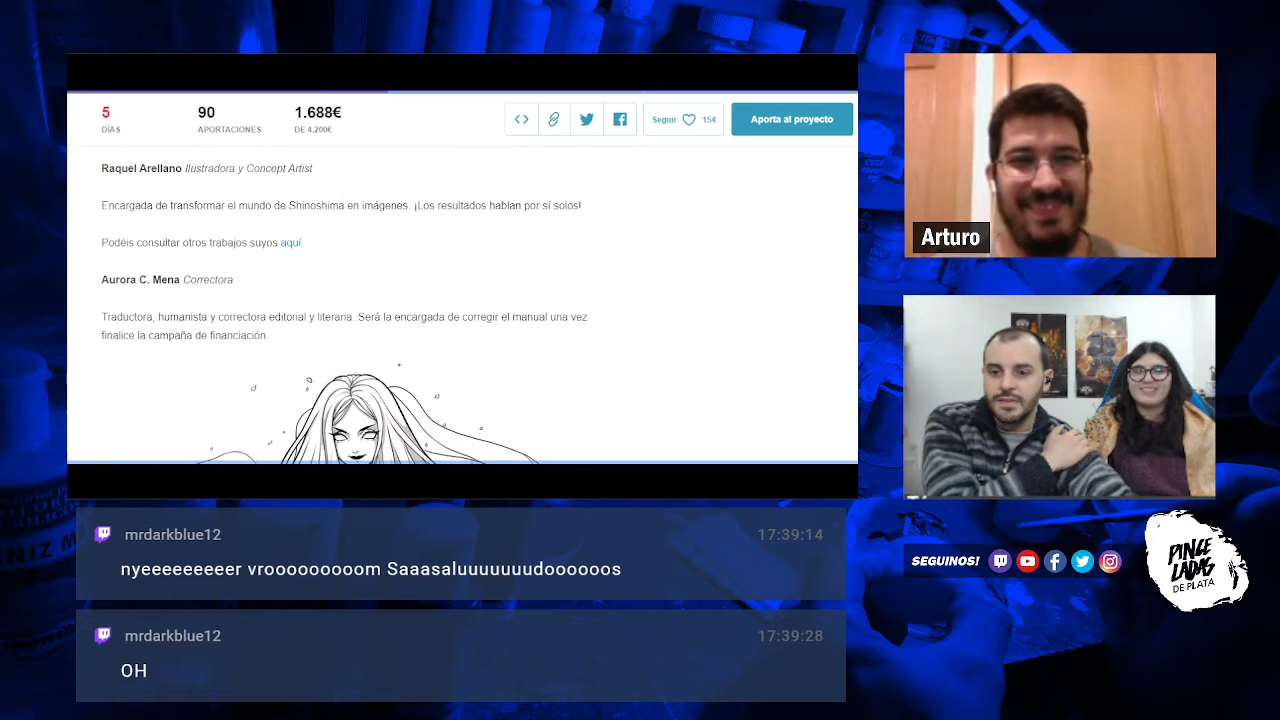 5
DÍAS
90
APORTACIONES
1.688€
DE 4.200€
Seguir 154
Aporta al proyecto
Raquel Arellano Ilustradora y Concept Artist
Encargada de transformar el mundo de Shinoshima en imágenes. ¡Los resultados hablan por sí solos!
Podéis consultar otros trabajos suyos aquí.
Aurora C. Mena Correctora
Traductora, humanista y correctora editorial y literaria. Será la encargada de corregir el manual una vez
finalice la campaña de financiación.
Arturo
mrdarkblue12 17:39:14
nyeeeeeeeeer vrooooooooom Saaasaluuuuuuudoooooos
mrdarkblue12 17:39:28
OH
SEGUINOS!
PINCE
LADAS
DE PLATA